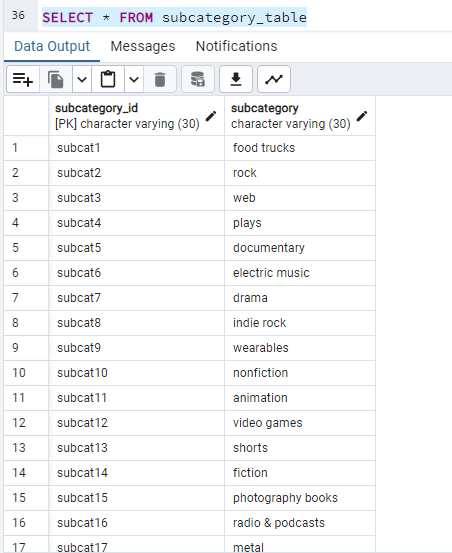 36 SELECT * FROM subcategory_table
Data Output Messages Notifications
subcategory_id subcategory
[PK] character varying (30) character varying (30)
1 subcat1 food trucks
2 subcat2 rock
3 subcat3 web
4 subcat4 plays
5 subcat5 documentary
6 subcat6 electric music
7 subcat7 drama
8 subcat8 indie rock
9 subcat9 wearables
10 subcat10 nonfiction
11 subcat11 animation
12 subcat12 video games
13 subcat13 shorts
14 subcat14 fiction
15 subcat15 photography books
16 subcat16 radio & podcasts
17 subcat17 metal